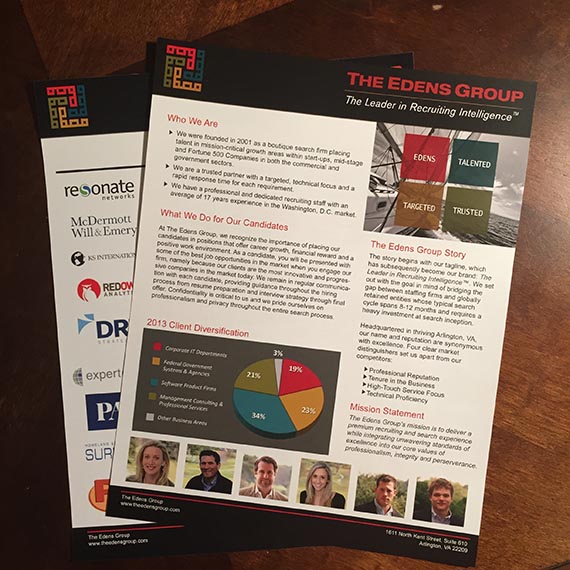 THE EDENS GROUP
The Leader in Recruiting Intelligence™
Who We Are
We were founded in 2001 as a boutique search firm placing
talent in mission-critical growth areas within start-ups, mid-stage
and Fortune 500 Companies in both the commercial and
government sectors.
We are a trusted partner with a targeted, technical focus and a
rapid response time for each requirement.
We have a professional and dedicated recruiting staff with an
average of 17 years experience in the Washington, D.C. market.
What We Do for Our Candidates
At The Edens Group, we recognize the importance of placing our
candidates in positions that offer career growth, financial reward and a
positive work environment. As a candidate, you will be presented with
some of the best job opportunities in the market when you engage our
firm, namely because our clients are the most innovative and progres-
sive companies in the market today. We remain in regular communica-
tion with each candidate, providing guidance throughout the hiring
process from resume preparation and interview strategy through final
offer. Confidentiality is critical to us and we pride ourselves on
professionalism and privacy throughout the entire search process.
2013 Client Diversification
Corporate IT Departments
Federal Government
Systems & Agencies
Software Product Firms
Management Consulting &
Professional Services
Other Business Areas
3%
19%
21%
23%
34%
EDENS
TALENTED
TARGETED
TRUSTED
The Edens Group Story
The story begins with our tagline, which
has subsequently become our brand: The
Leader in Recruiting Intelligence™. We set
out with the goal in mind of bridging the
gap between staffing firms and globally
retained entities whose typical search
cycle spans 8-12 months and requires a
heavy investment at search inception.
Headquartered in thriving Arlington, VA,
our name and reputation are synonymous
with excellence. Four clear market
distinguishers set us apart from our
competitors:
Professional Reputation
Tenure in the Business
High-Touch Service Focus
Technical Proficiency
Mission Statement
The Edens Group's mission is to deliver a
premium recruiting and search experience
while integrating unwavering standards of
excellence into our core values of
professionalism, integrity and perseverance.
The Edens Group
www.theedensgroup.com
1611 North Kent Street, Suite 610
Arlington, VA 22209
resonate
networks
McDermott
Will & Emery
KS INTERNATIONAL
REDOW
ANALYT
DR
STRATE
expert
PA
HOMELAND S
SUR
The Edens Group
www.theedensgroup.com